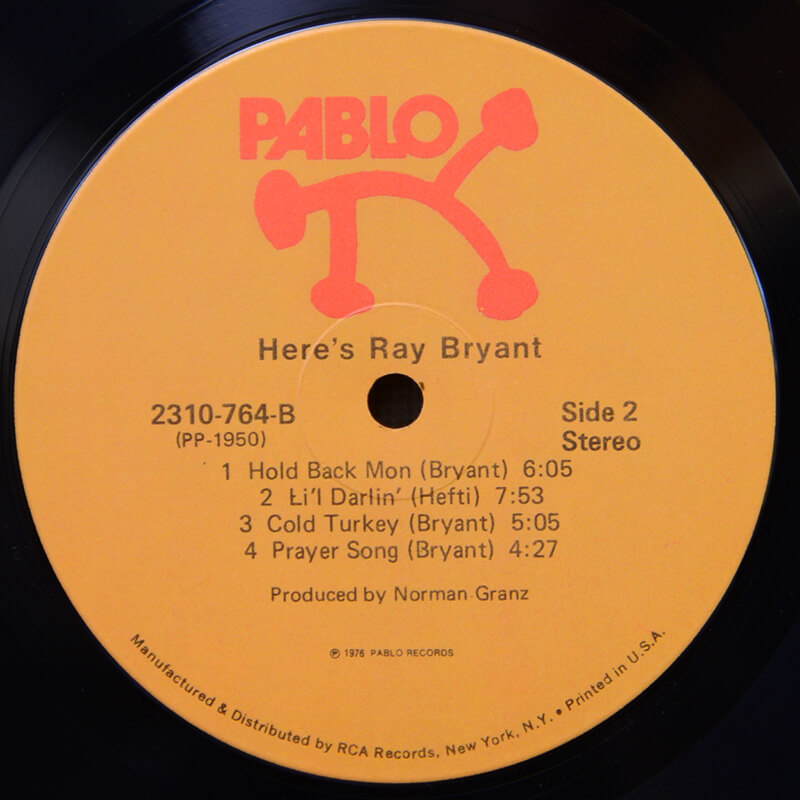 PABLO
Here's Ray Bryant
2310-764-B
(PP-1950)
Side 2
Stereo
1 Hold Back Mon (Bryant) 6:05
2 Li'l Darlin' (Hefti) 7:53
3 Cold Turkey (Bryant) 5:05
4 Prayer Song (Bryant) 4:27
Produced by Norman Granz
℗ 1976 PABLO RECORDS
Manufactured & Distributed by RCA Records, New York, N.Y. • Printed in U.S.A.